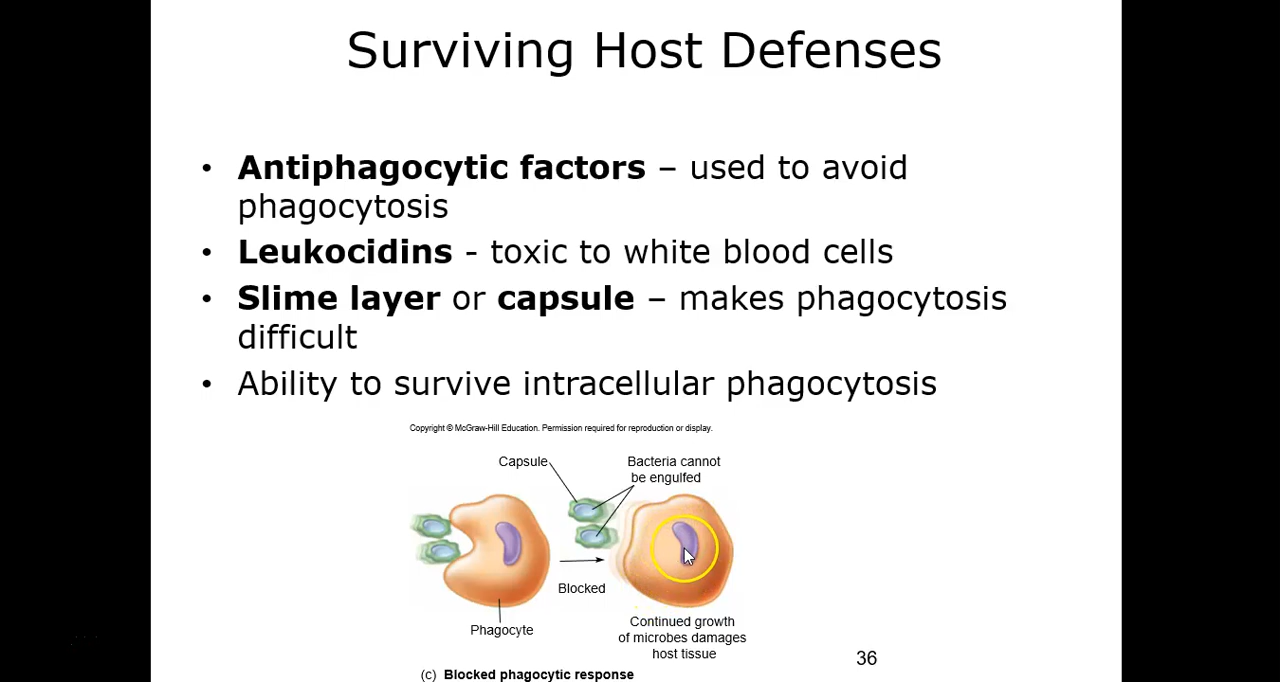 Surviving Host Defenses
• Antiphagocytic factors – used to avoid
phagocytosis
• Leukocidins - toxic to white blood cells
• Slime layer or capsule – makes phagocytosis
difficult
• Ability to survive intracellular phagocytosis
Copyright © McGraw-Hill Education. Permission required for reproduction or display.
Capsule
Bacteria cannot
be engulfed
Blocked
Phagocyte
Continued growth
of microbes damages
host tissue
36
(c) Blocked phagocytic response